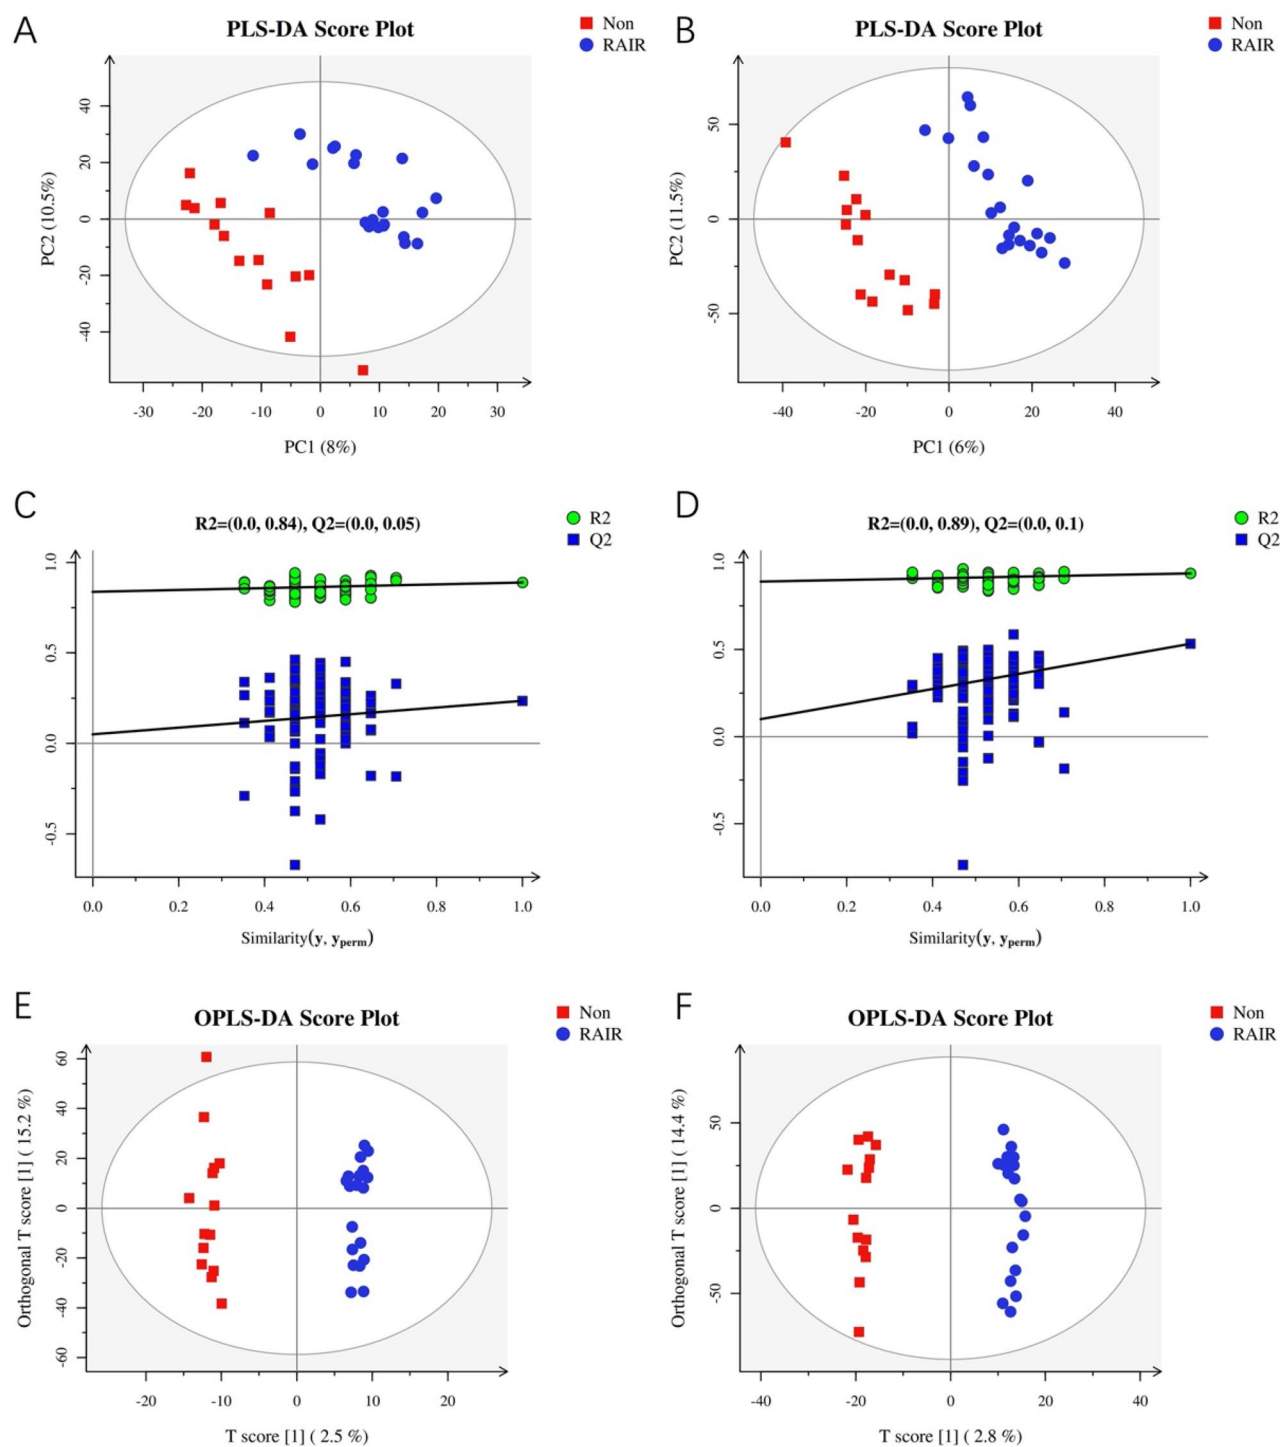 A
PLS-DA Score Plot
Non
RAIR
40
20
0
-20
-40
PC2 (10.5%)
-30
-20
-10
0
10
20
30
PC1 (8%)
B
PLS-DA Score Plot
Non
RAIR
50
0
-50
PC2 (11.5%)
-40
-20
0
20
40
PC1 (6%)
C
R2=(0.0, 0.84), Q2=(0.0, 0.05)
R2
Q2
1.0
0.5
0.0
-0.5
0.0
0.2
0.4
0.6
0.8
1.0
Similarity(y, yperm)
D
R2=(0.0, 0.89), Q2=(0.0, 0.1)
R2
Q2
1.0
0.5
0.0
-0.5
0.0
0.2
0.4
0.6
0.8
1.0
Similarity(y, yperm)
E
OPLS-DA Score Plot
Non
RAIR
60
40
20
0
-20
-40
-60
Orthogonal T score [1] ( 15.2 %)
-20
-10
0
10
20
T score [1] ( 2.5 %)
F
OPLS-DA Score Plot
Non
RAIR
50
0
-50
Orthogonal T score [1] ( 14.4 %)
-40
-20
0
20
40
T score [1] ( 2.8 %)